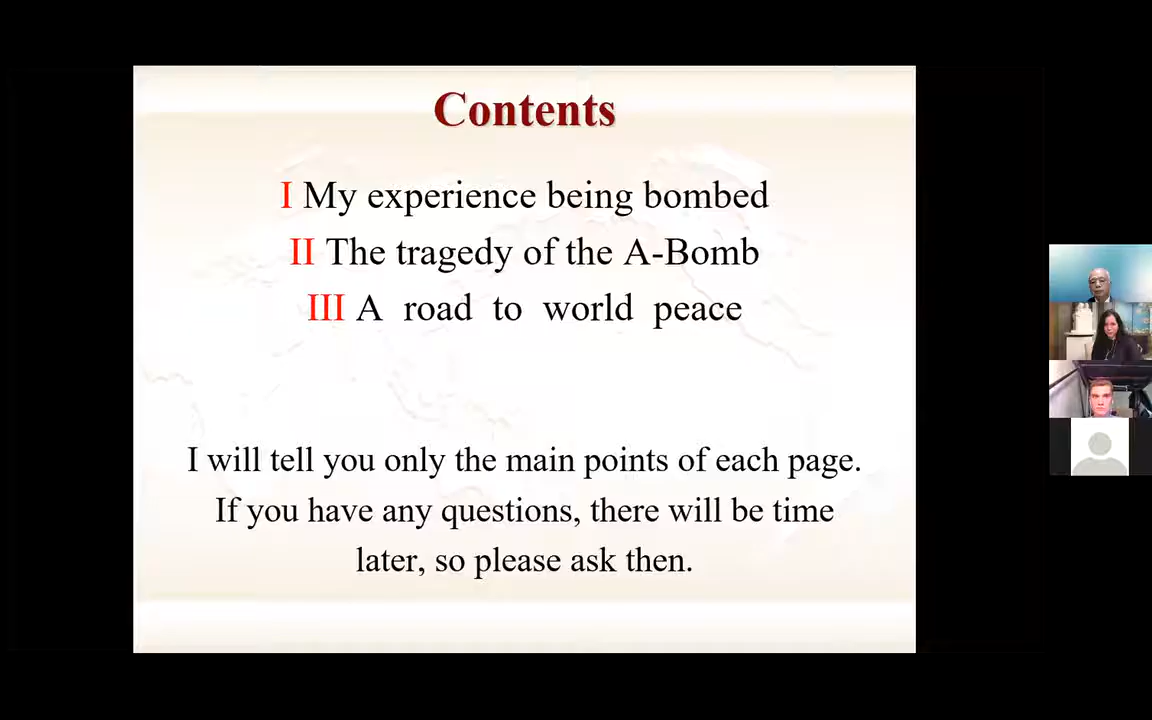 Contents
I My experience being bombed
II The tragedy of the A-Bomb
III A road to world peace
I will tell you only the main points of each page.
If you have any questions, there will be time
later, so please ask then.